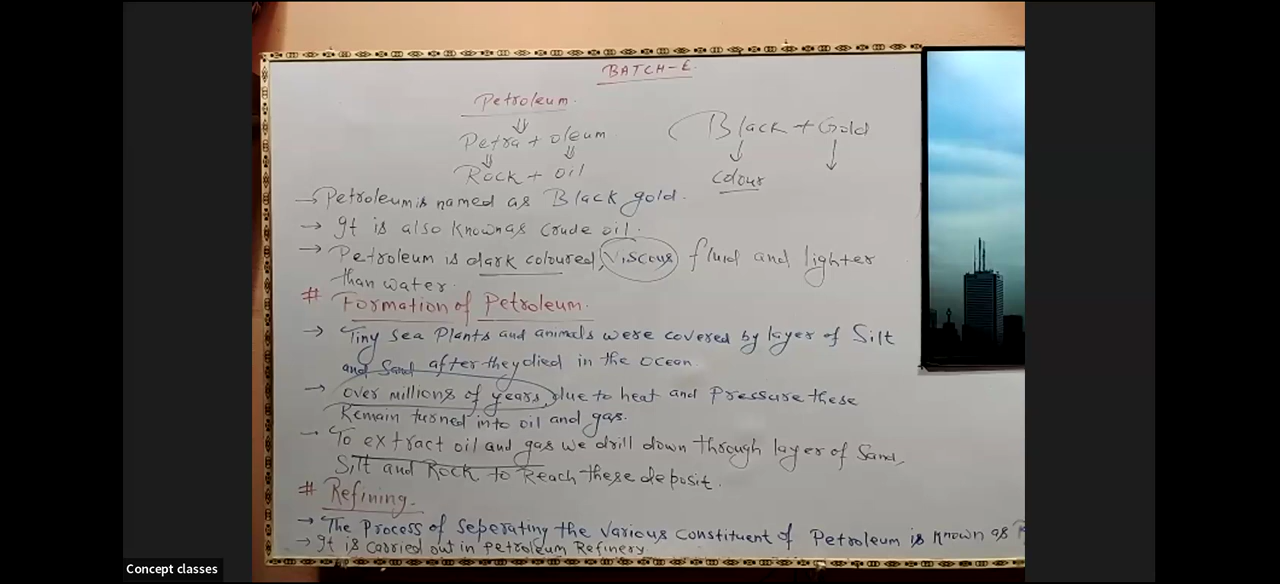 BATCH-E.
Petroleum.
⇓
Petra + oleum
⇓ ⇓
Rock + oil
Black + Gold
↓ ↓
colour
→ Petroleum is named as Black gold.
→ It is also known as Crude oil.
→ Petroleum is dark coloured, viscous fluid and lighter
than water.
# Formation of Petroleum.
→ Tiny sea Plants and animals were covered by layer of Silt
and Sand after they died in the ocean.
→ over millions of years, due to heat and Pressure these
Remain turned into oil and gas.
→ To extract oil and gas we drill down through layer of Sand,
Silt and Rock to Reach these deposit.
# Refining.
→ The Process of Seperating the various constituent of Petroleum is known as
→ It is carried out in Petroleum Refinery
Concept classes